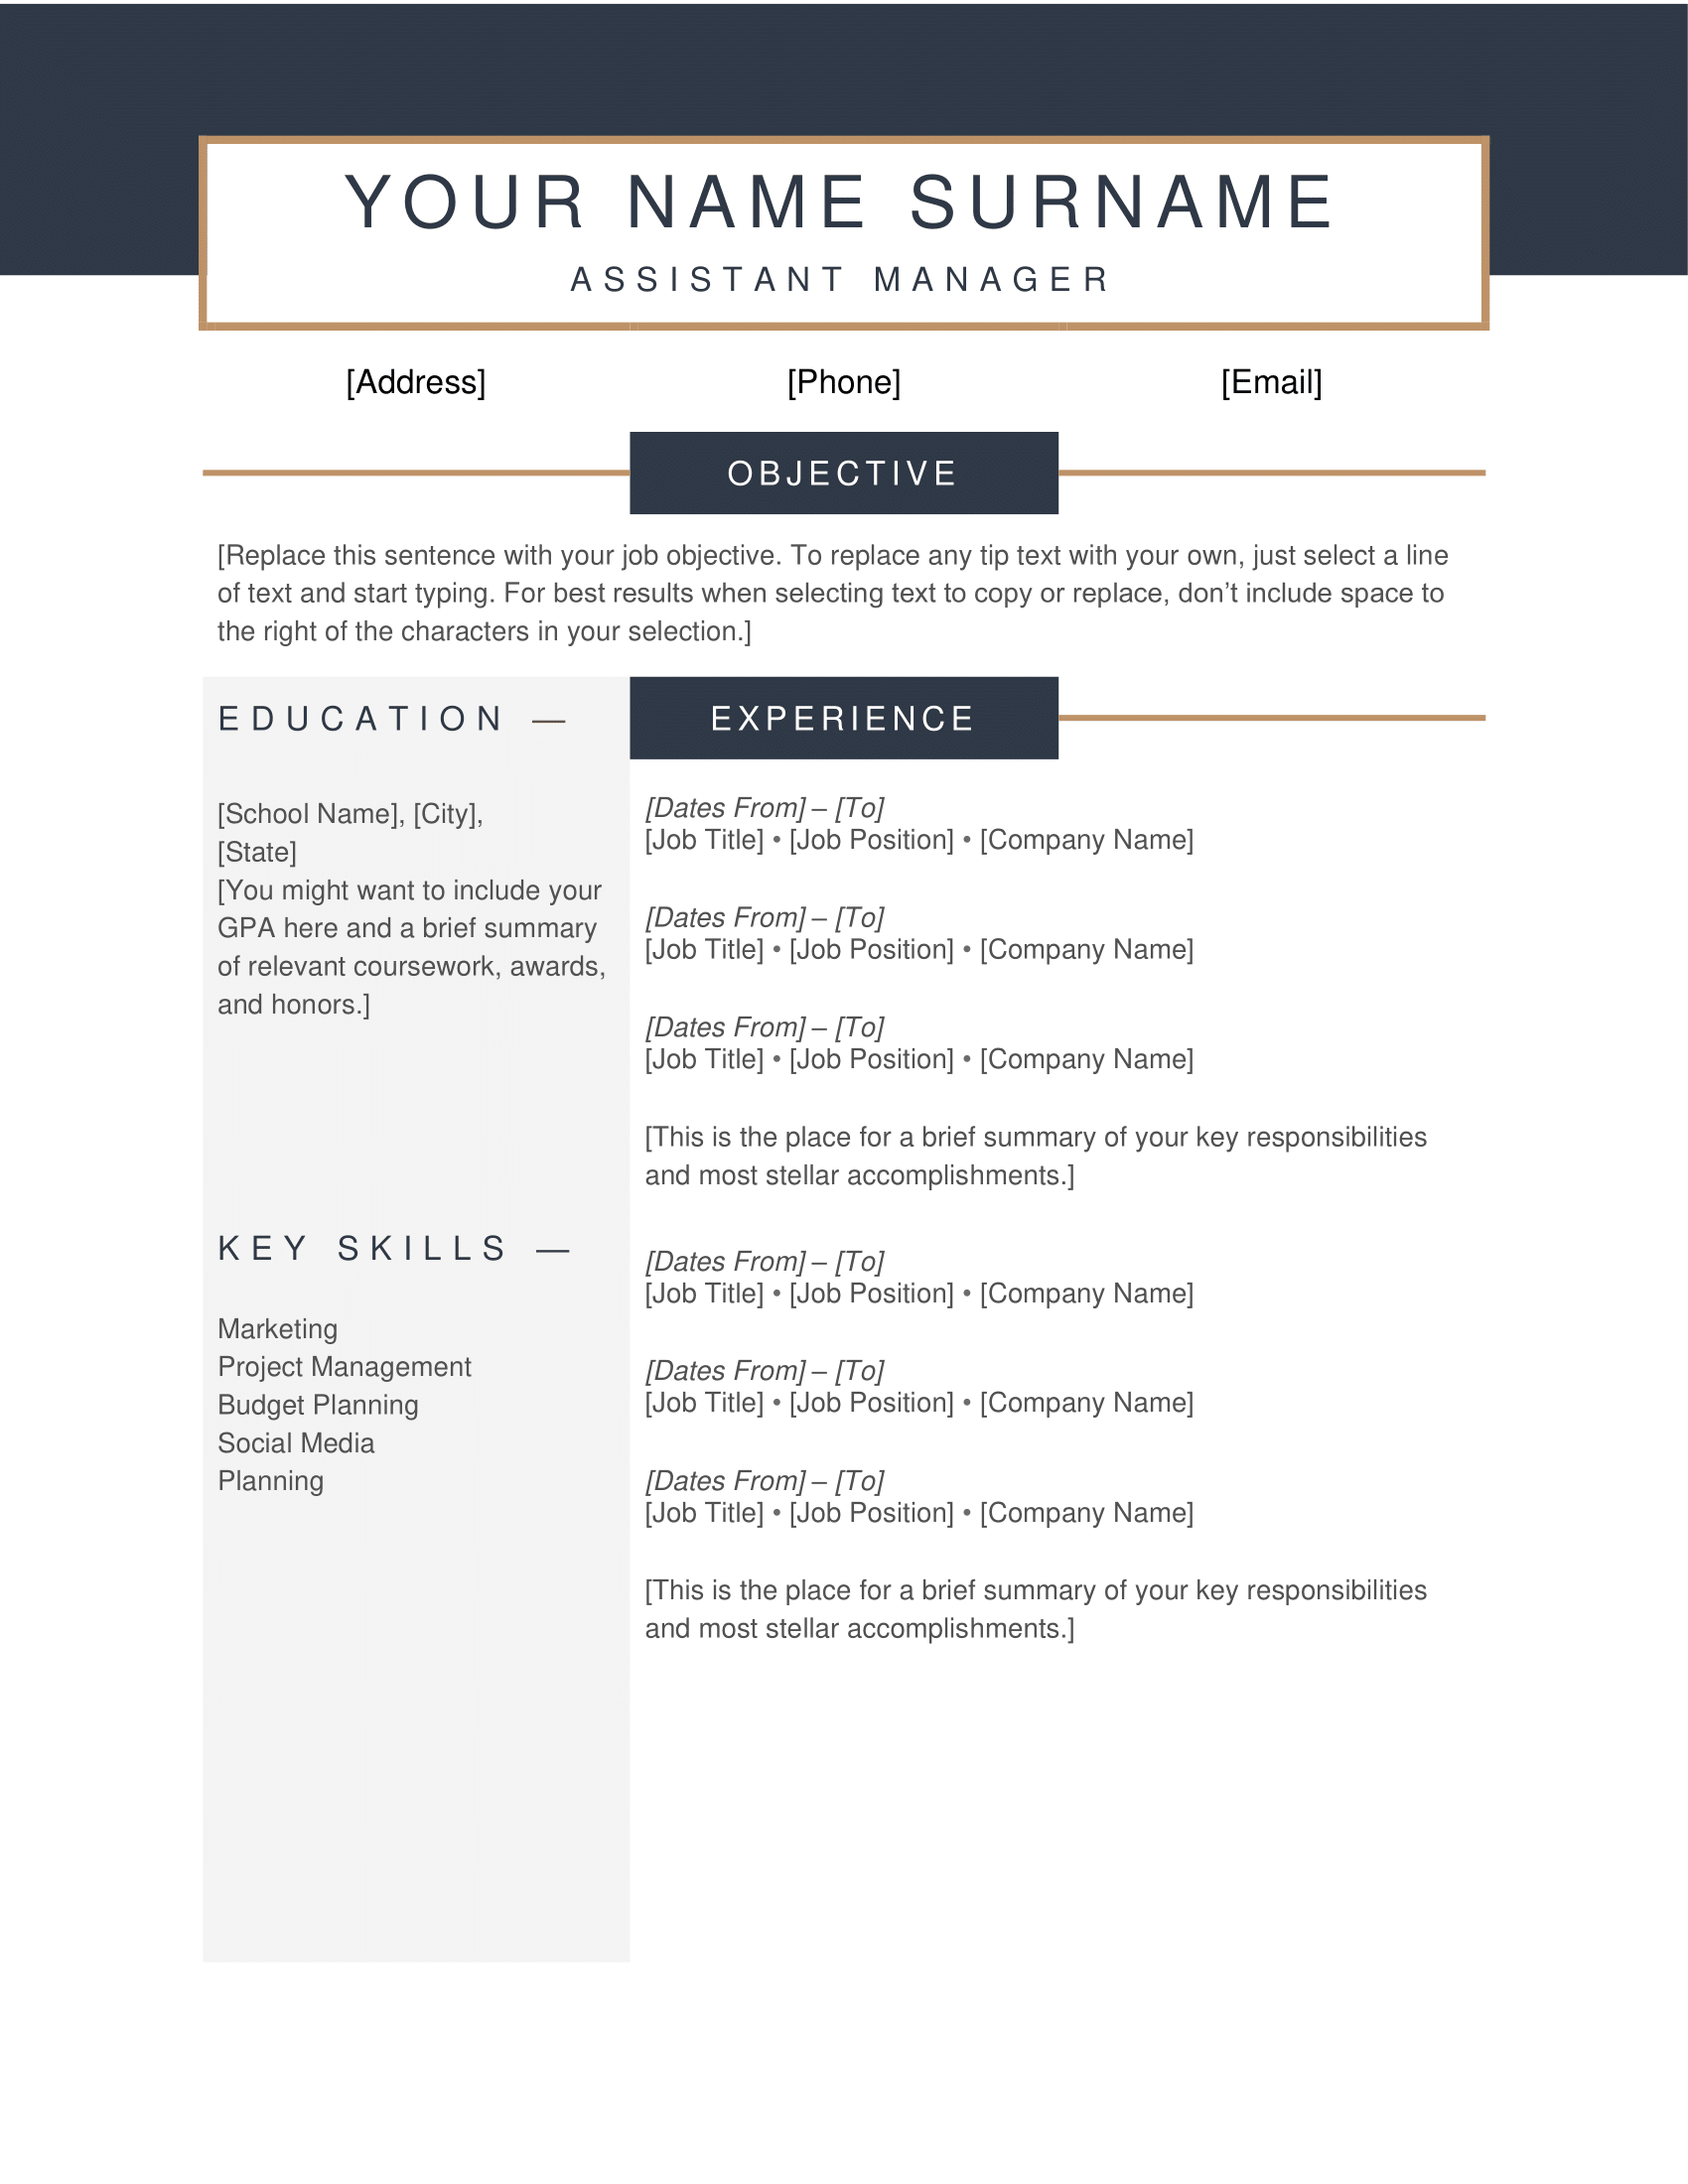 YOUR NAME SURNAME
ASSISTANT MANAGER
[Address] [Phone] [Email]
OBJECTIVE
[Replace this sentence with your job objective. To replace any tip text with your own, just select a line
of text and start typing. For best results when selecting text to copy or replace, don’t include space to
the right of the characters in your selection.]
EDUCATION —
[School Name], [City],
[State]
[You might want to include your
GPA here and a brief summary
of relevant coursework, awards,
and honors.]
KEY SKILLS —
Marketing
Project Management
Budget Planning
Social Media
Planning
EXPERIENCE
[Dates From] – [To]
[Job Title] • [Job Position] • [Company Name]
[Dates From] – [To]
[Job Title] • [Job Position] • [Company Name]
[Dates From] – [To]
[Job Title] • [Job Position] • [Company Name]
[This is the place for a brief summary of your key responsibilities
and most stellar accomplishments.]
[Dates From] – [To]
[Job Title] • [Job Position] • [Company Name]
[Dates From] – [To]
[Job Title] • [Job Position] • [Company Name]
[Dates From] – [To]
[Job Title] • [Job Position] • [Company Name]
[This is the place for a brief summary of your key responsibilities
and most stellar accomplishments.]